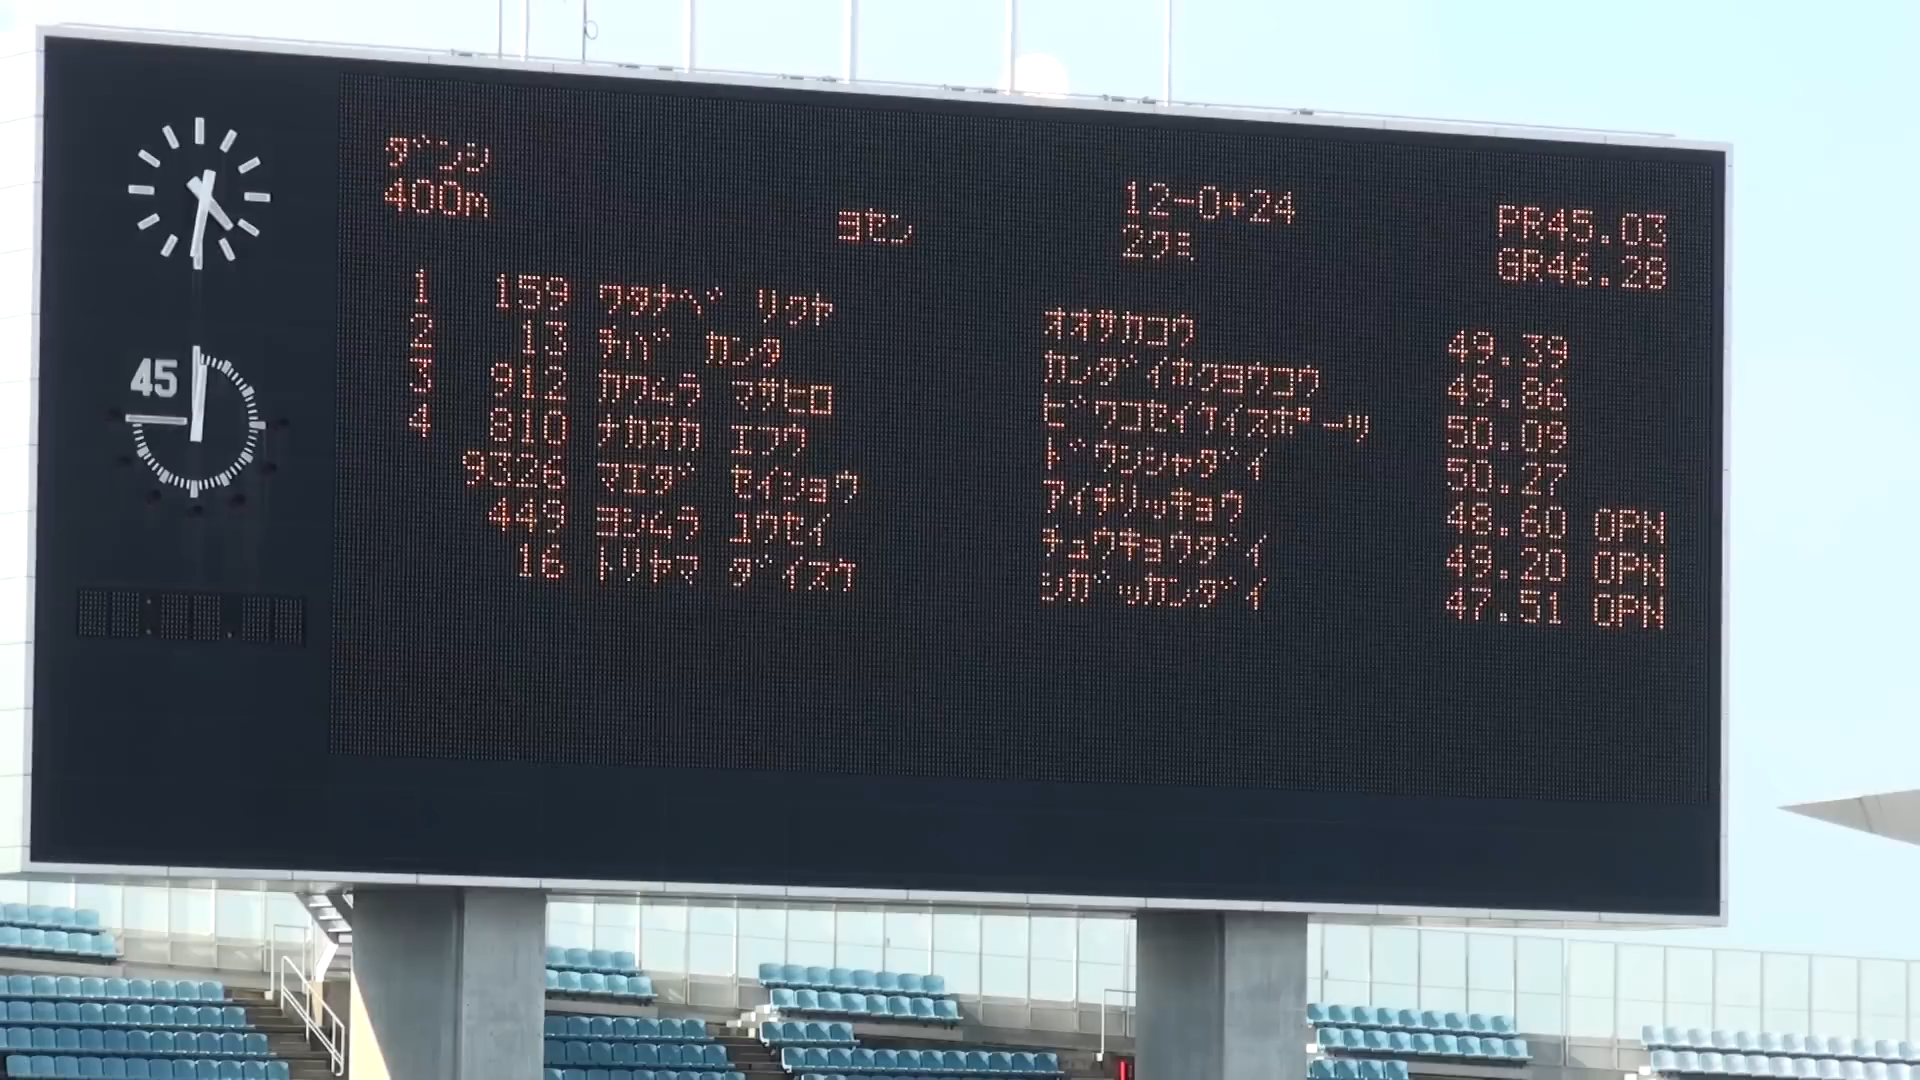 ダンジ
400m
ヨセン
12-0+24
2クミ
PR45.03
GR46.28
1 159 ワタナベ リクヤ オオサカコウ 49.39
2 13 チバ カンタ カンダイホクヨウコウ 49.86
3 912 カワムラ マサヒロ ビワコセイケイスポーツ 50.09
4 810 ナカオカ エフウ ドウシシャダイ 50.27
9326 マエダ セイショウ アイチリッキョウ 48.60 OPN
449 ヨシムラ ユウセイ チュウキョウダイ 49.20 OPN
16 トリヤマ ダイスケ シガガッカンダイ 47.51 OPN
45